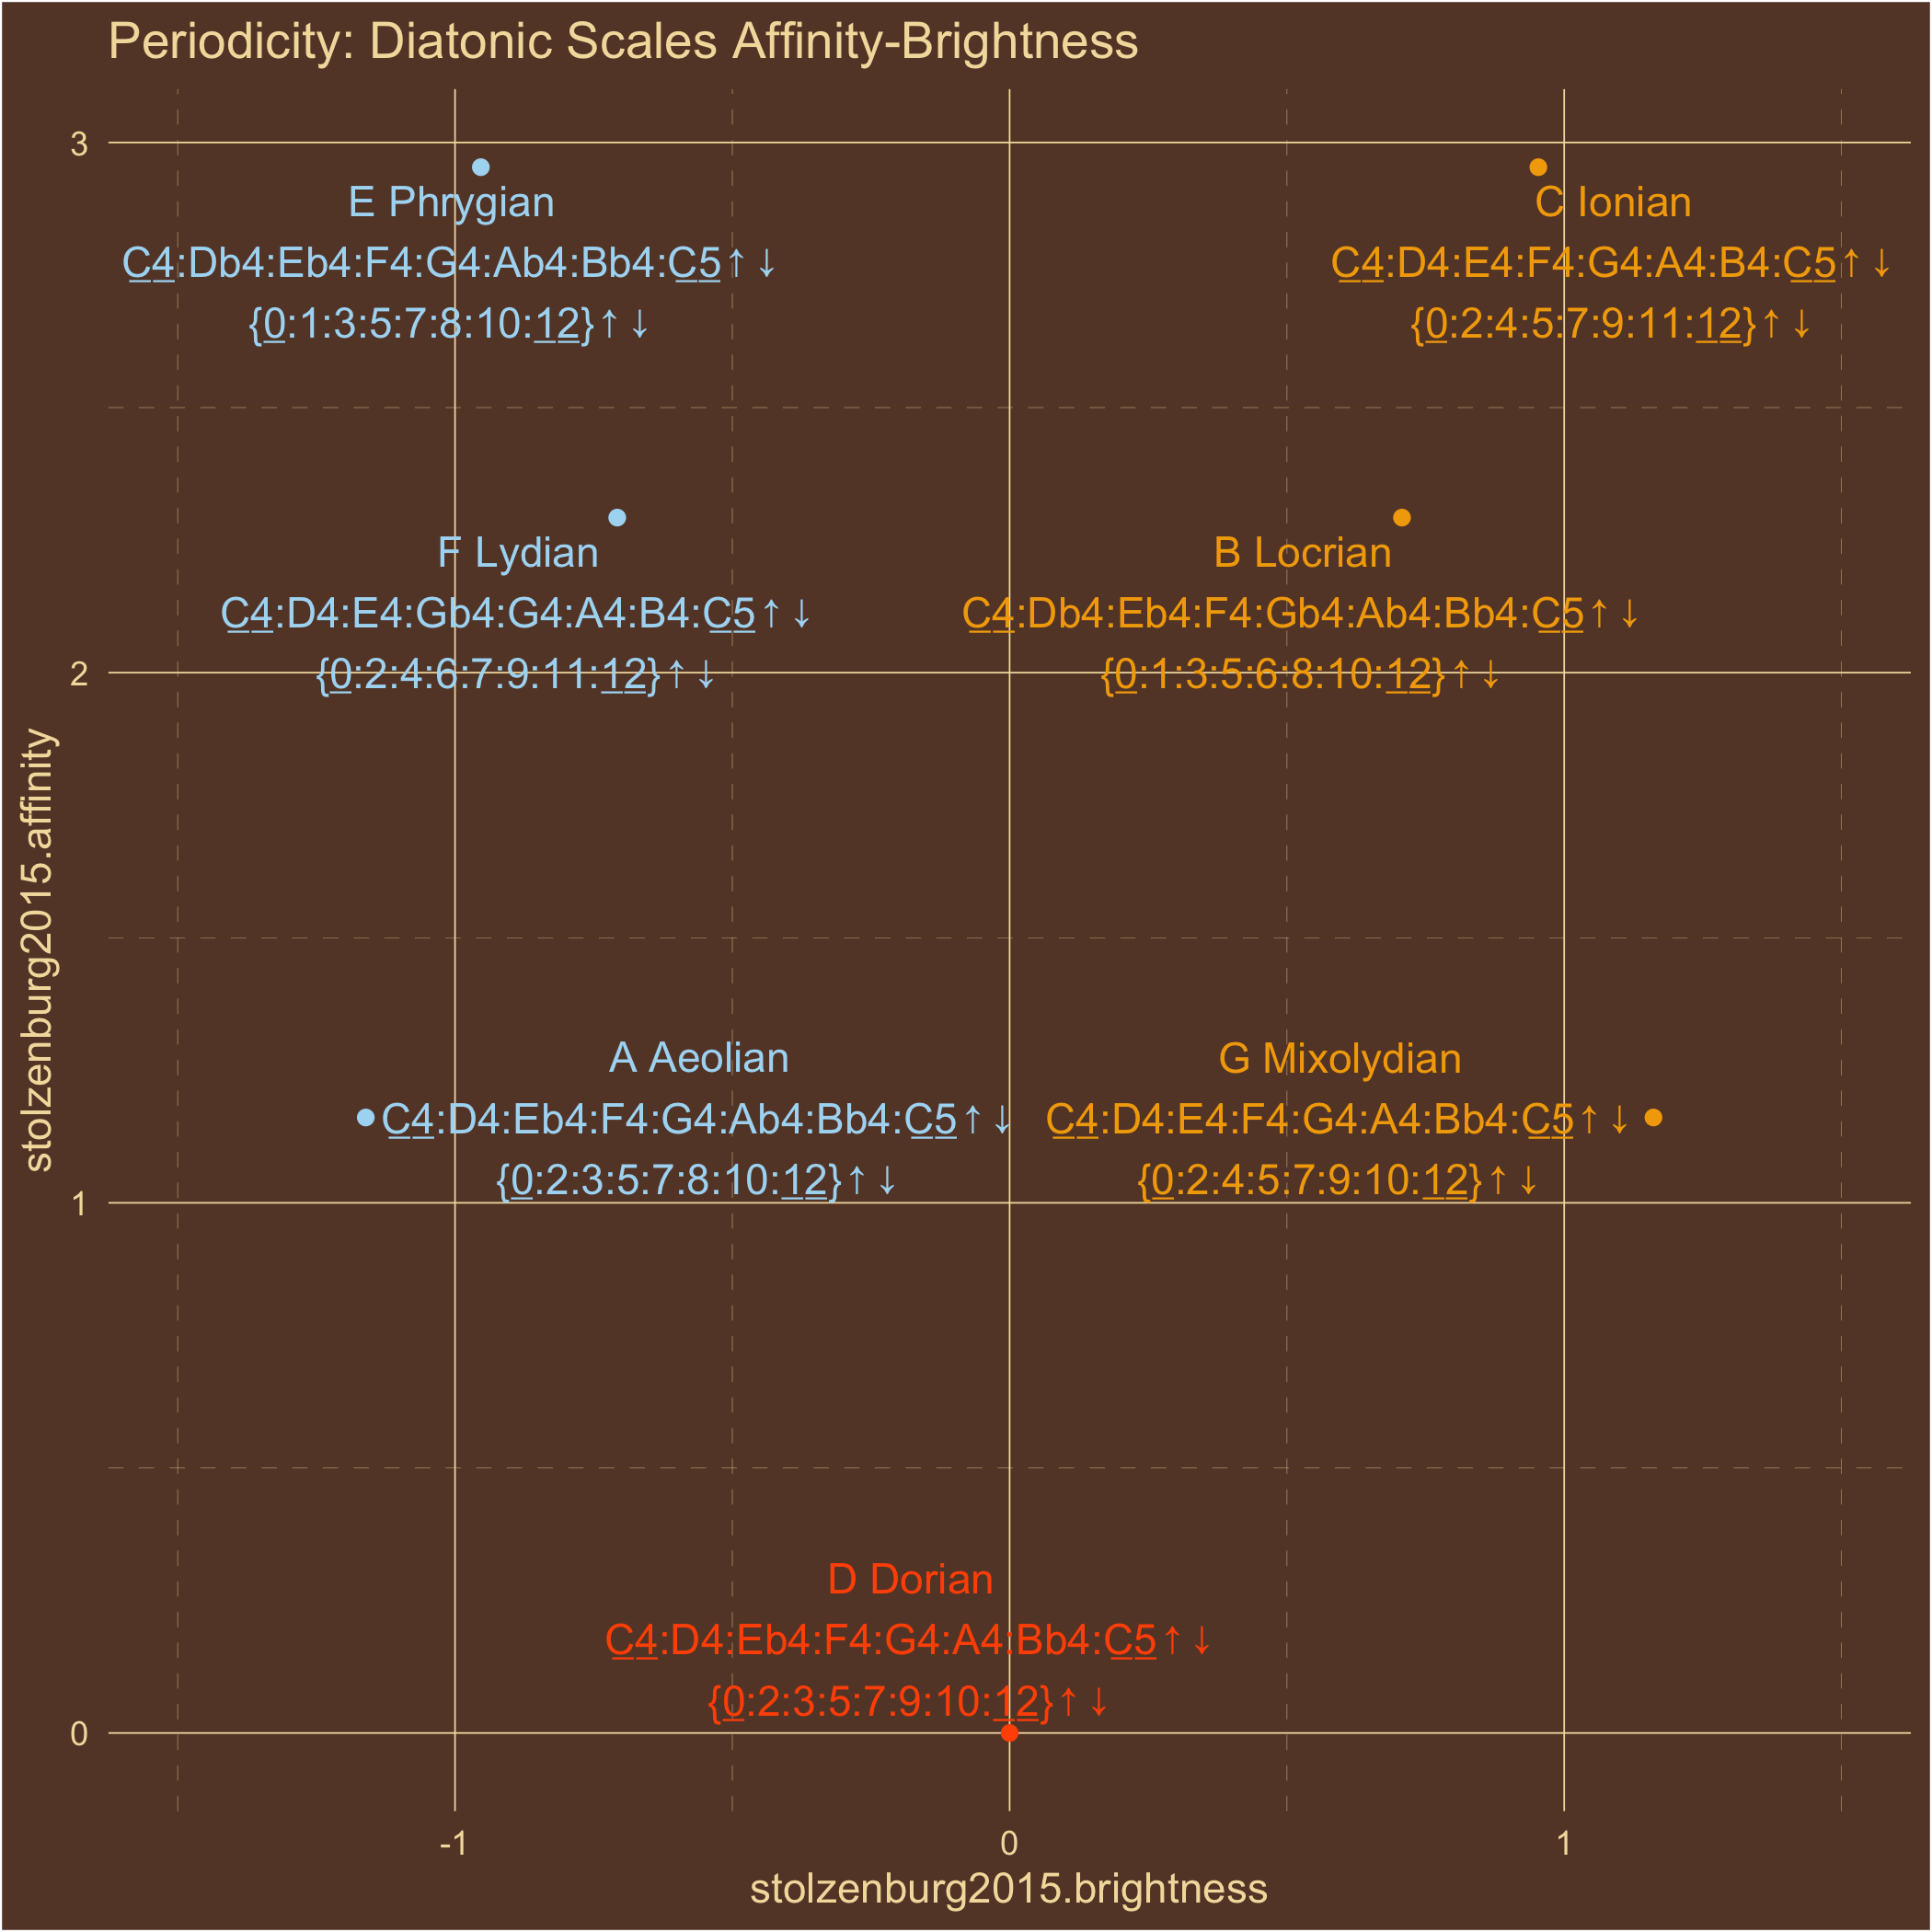 Periodicity: Diatonic Scales Affinity-Brightness
3
E Phrygian
C4:Db4:Eb4:F4:G4:Ab4:Bb4:C5↑↓
{0:1:3:5:7:8:10:12}↑↓
C Ionian
C4:D4:E4:F4:G4:A4:B4:C5↑↓
{0:2:4:5:7:9:11:12}↑↓
F Lydian
C4:D4:E4:Gb4:G4:A4:B4:C5↑↓
{0:2:4:6:7:9:11:12}↑↓
B Locrian
C4:Db4:Eb4:F4:Gb4:Ab4:Bb4:C5↑↓
{0:1:3:5:6:8:10:12}↑↓
2
stolzenburg2015.affinity
A Aeolian
C4:D4:Eb4:F4:G4:Ab4:Bb4:C5↑↓
{0:2:3:5:7:8:10:12}↑↓
G Mixolydian
C4:D4:E4:F4:G4:A4:Bb4:C5↑↓
{0:2:4:5:7:9:10:12}↑↓
1
D Dorian
C4:D4:Eb4:F4:G4:A4:Bb4:C5↑↓
{0:2:3:5:7:9:10:12}↑↓
0
-1
0
1
stolzenburg2015.brightness